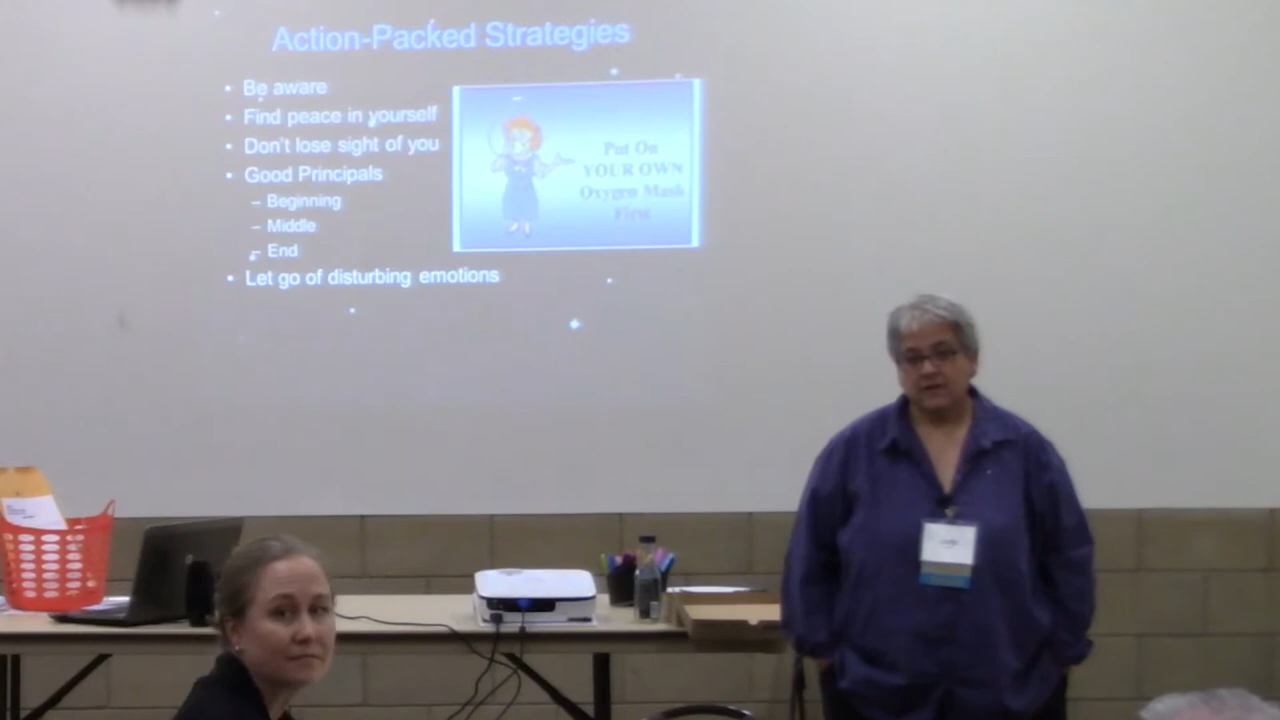 Action-Packed Strategies
• Be aware
• Find peace in yourself
• Don't lose sight of you
• Good Principals
– Beginning
– Middle
– End
• Let go of disturbing emotions
Put On
YOUR OWN
Oxygen Mask
First